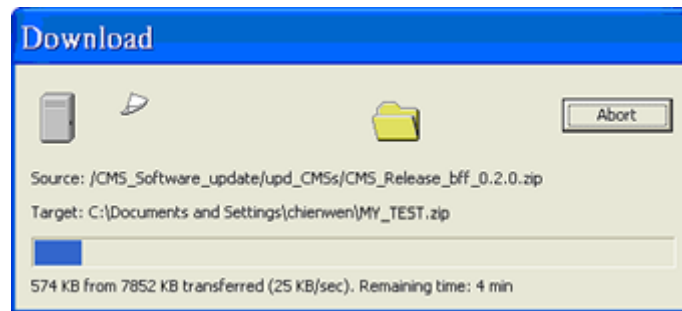 Download
Abort
Source: /CMS_Software_update/upd_CMSs/CMS_Release_bff_0.2.0.zip
Target: C:\Documents and Settings\chienwen\MY_TEST.zip
574 KB from 7852 KB transferred (25 KB/sec). Remaining time: 4 min